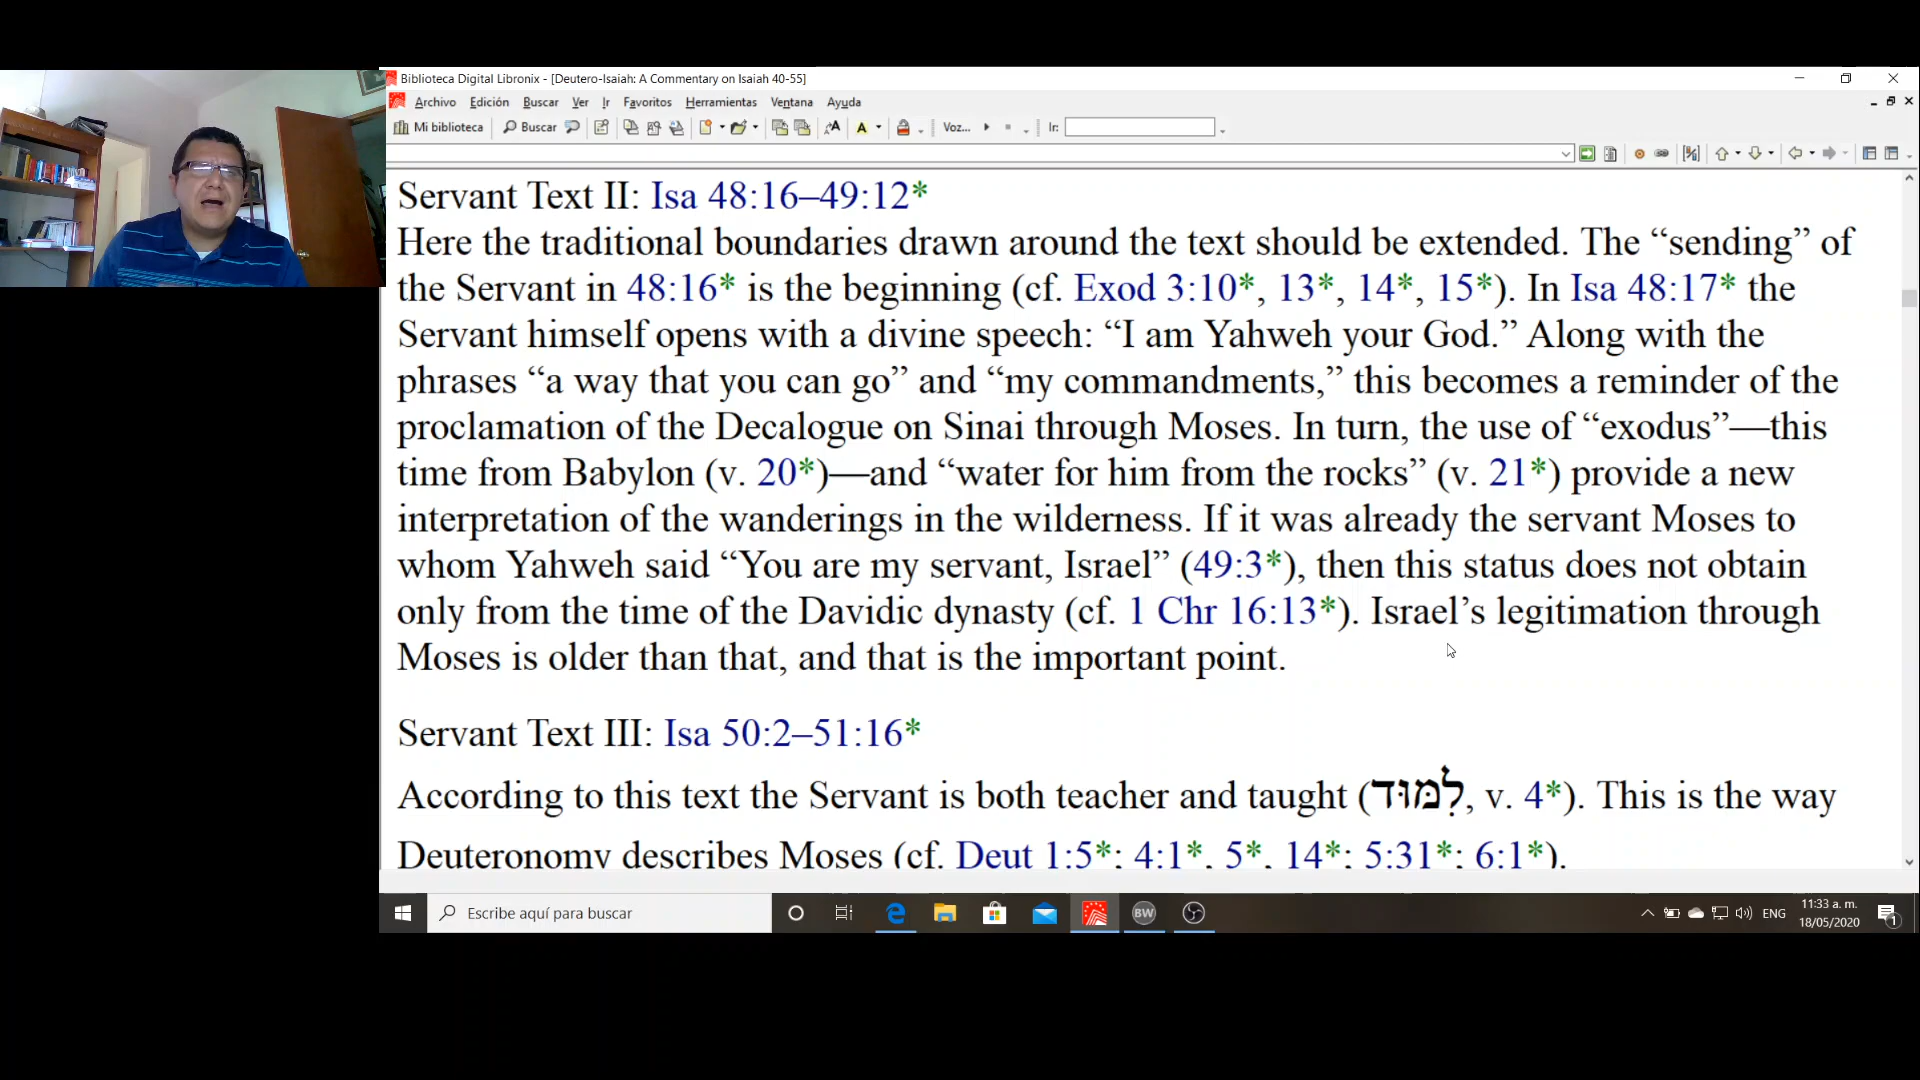 Biblioteca Digital Libronix - [Deutero-Isaiah: A Commentary on Isaiah 40-55]
Archivo Edición Buscar Ver Ir Favoritos Herramientas Ventana Ayuda
Mi biblioteca Buscar Voz... Ir:
Servant Text II: Isa 48:16–49:12*
Here the traditional boundaries drawn around the text should be extended. The “sending” of
the Servant in 48:16* is the beginning (cf. Exod 3:10*, 13*, 14*, 15*). In Isa 48:17* the
Servant himself opens with a divine speech: “I am Yahweh your God.” Along with the
phrases “a way that you can go” and “my commandments,” this becomes a reminder of the
proclamation of the Decalogue on Sinai through Moses. In turn, the use of “exodus”—this
time from Babylon (v. 20*)—and “water for him from the rocks” (v. 21*) provide a new
interpretation of the wanderings in the wilderness. If it was already the servant Moses to
whom Yahweh said “You are my servant, Israel” (49:3*), then this status does not obtain
only from the time of the Davidic dynasty (cf. 1 Chr 16:13*). Israel’s legitimation through
Moses is older than that, and that is the important point.
Servant Text III: Isa 50:2–51:16*
According to this text the Servant is both teacher and taught (לִמּוּד, v. 4*). This is the way
Deuteronomy describes Moses (cf. Deut 1:5*; 4:1*, 5*, 14*; 5:31*; 6:1*).
Escribe aquí para buscar
BW
ENG
11:33 a. m.
18/05/2020
1